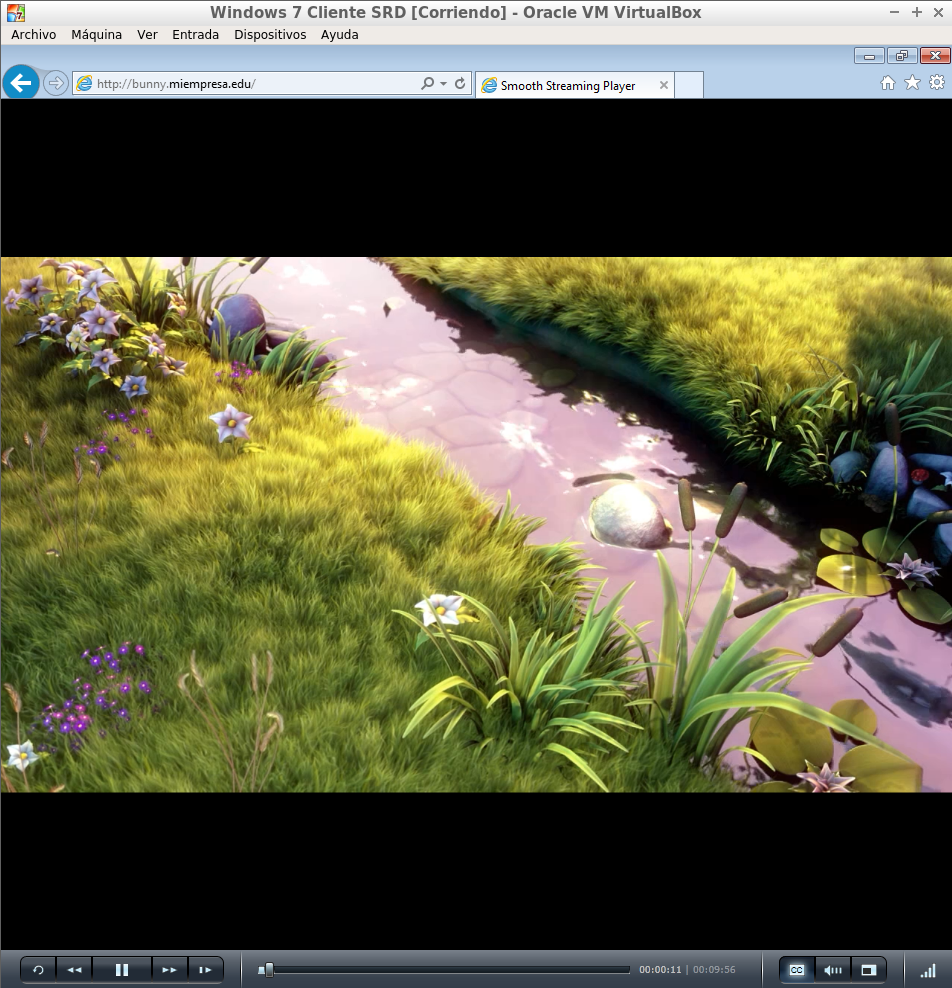 Windows 7 Cliente SRD [Corriendo] - Oracle VM VirtualBox
Archivo Máquina Ver Entrada Dispositivos Ayuda
http://bunny.miempresa.edu/ Smooth Streaming Player
00:00:11 | 00:09:56 CC